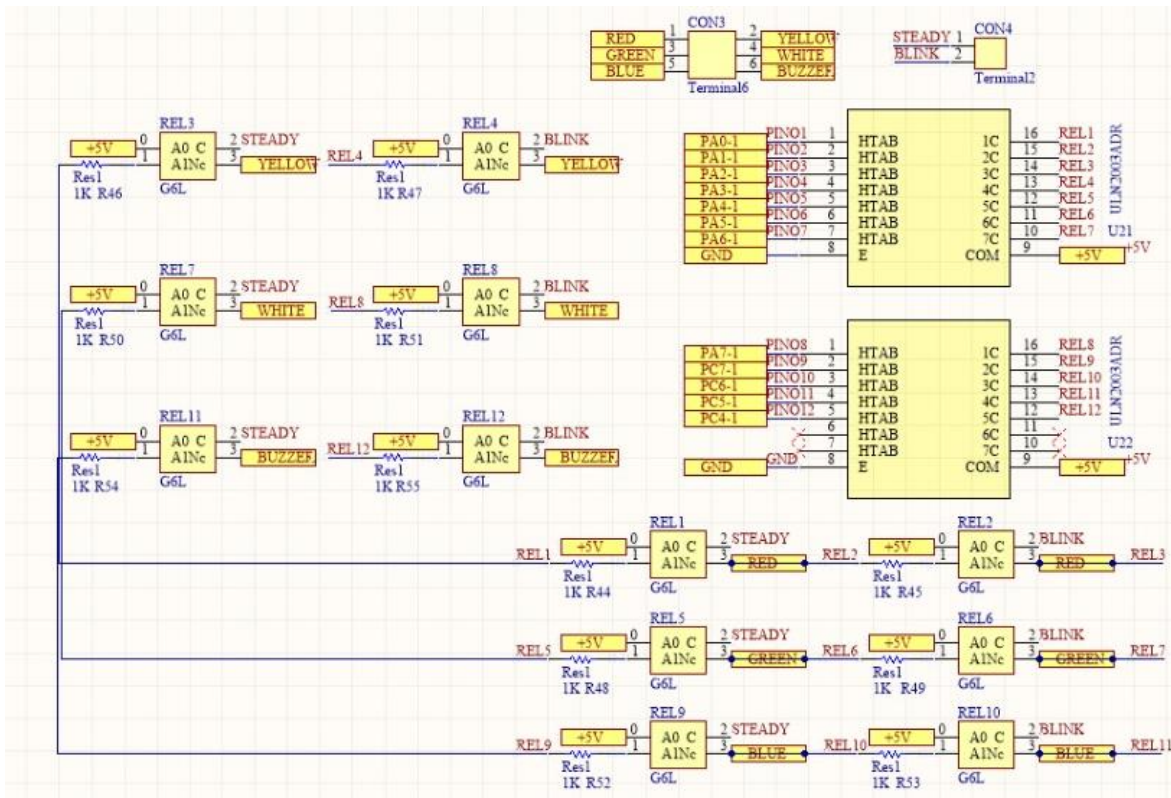 CON3
RED 1 2 YELLOW
GREEN 3 4 WHITE
BLUE 5 6 BUZZER
Terminal6
CON4
STEADY 1
BLINK 2
Terminal2
REL3
+5V 0 A0 C 2 STEADY
1 A1Nc 3 YELLOW
Res1 G6L
1K R46
REL4
+5V 0 A0 C 2 BLINK
REL4 1 A1Nc 3 YELLOW
Res1 G6L
1K R47
REL7
+5V 0 A0 C 2 STEADY
1 A1Nc 3 WHITE
Res1 G6L
1K R50
REL8
+5V 0 A0 C 2 BLINK
REL8 1 A1Nc 3 WHITE
Res1 G6L
1K R51
REL11
+5V 0 A0 C 2 STEADY
1 A1Nc 3 BUZZER
Res1 G6L
1K R54
REL12
+5V 0 A0 C 2 BLINK
REL12 1 A1Nc 3 BUZZER
Res1 G6L
1K R55
PA0-1 PINO1 1 HTAB 1C 16 REL1
PA1-1 PINO2 2 HTAB 2C 15 REL2
PA2-1 PINO3 3 HTAB 3C 14 REL3
PA3-1 PINO4 4 HTAB 4C 13 REL4
PA4-1 PINO5 5 HTAB 5C 12 REL5
PA5-1 PINO6 6 HTAB 6C 11 REL6
PA6-1 PINO7 7 HTAB 7C 10 REL7
GND 8 E COM 9 +5V +5V
ULN2003ADR
U21
PA7-1 PINO8 1 HTAB 1C 16 REL8
PC7-1 PINO9 2 HTAB 2C 15 REL9
PC6-1 PINO10 3 HTAB 3C 14 REL10
PC5-1 PINO11 4 HTAB 4C 13 REL11
PC4-1 PINO12 5 HTAB 5C 12 REL12
6 HTAB 6C 11
7 HTAB 7C 10
GND GND 8 E COM 9 +5V +5V
ULN2003ADR
U22
REL1
+5V 0 A0 C 2 STEADY
REL1 1 A1Nc 3 RED
Res1 G6L
1K R44
REL2
+5V 0 A0 C 2 BLINK
REL2 1 A1Nc 3 RED REL3
Res1 G6L
1K R45
REL5
+5V 0 A0 C 2 STEADY
REL5 1 A1Nc 3 GREEN
Res1 G6L
1K R48
REL6
+5V 0 A0 C 2 BLINK
REL6 1 A1Nc 3 GREEN REL7
Res1 G6L
1K R49
REL9
+5V 0 A0 C 2 STEADY
REL9 1 A1Nc 3 BLUE
Res1 G6L
1K R52
REL10
+5V 0 A0 C 2 BLINK
REL10 1 A1Nc 3 BLUE REL11
Res1 G6L
1K R53